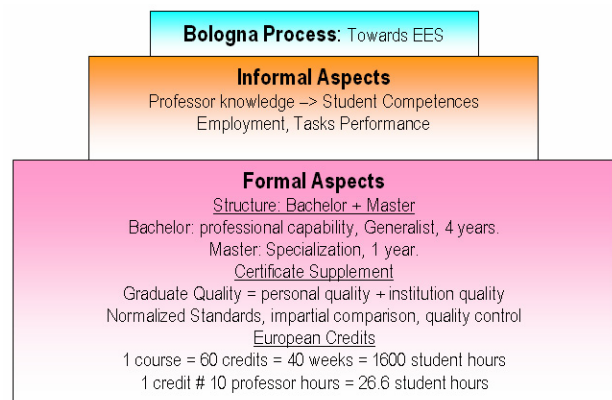 Bologna Process: Towards EES
Informal Aspects
Professor knowledge –> Student Competences
Employment, Tasks Performance
Formal Aspects
Structure: Bachelor + Master
Bachelor: professional capability, Generalist, 4 years.
Master: Specialization, 1 year.
Certificate Supplement
Graduate Quality = personal quality + institution quality
Normalized Standards, impartial comparison, quality control
European Credits
1 course = 60 credits = 40 weeks = 1600 student hours
1 credit # 10 professor hours = 26.6 student hours